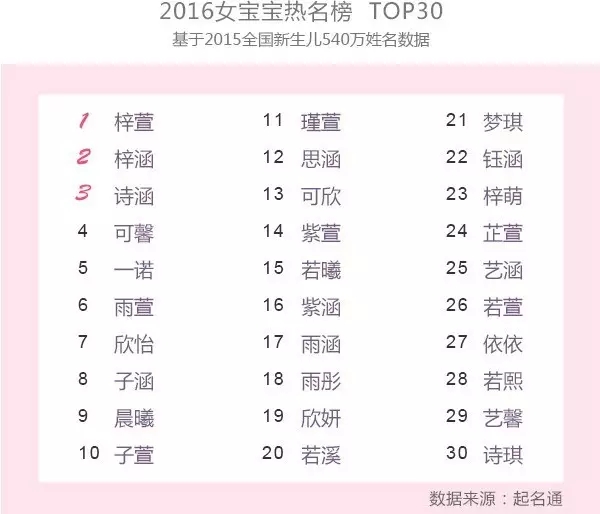 2016女宝宝热名榜 TOP30
基于2015全国新生儿540万姓名数据
1 梓萱 11 瑾萱 21 梦琪
2 梓涵 12 思涵 22 钰涵
3 诗涵 13 可欣 23 梓萌
4 可馨 14 紫萱 24 芷萱
5 一诺 15 若曦 25 艺涵
6 雨萱 16 紫涵 26 若萱
7 欣怡 17 雨涵 27 依依
8 子涵 18 雨彤 28 若熙
9 晨曦 19 欣妍 29 艺馨
10 子萱 20 若溪 30 诗琪
数据来源：起名通